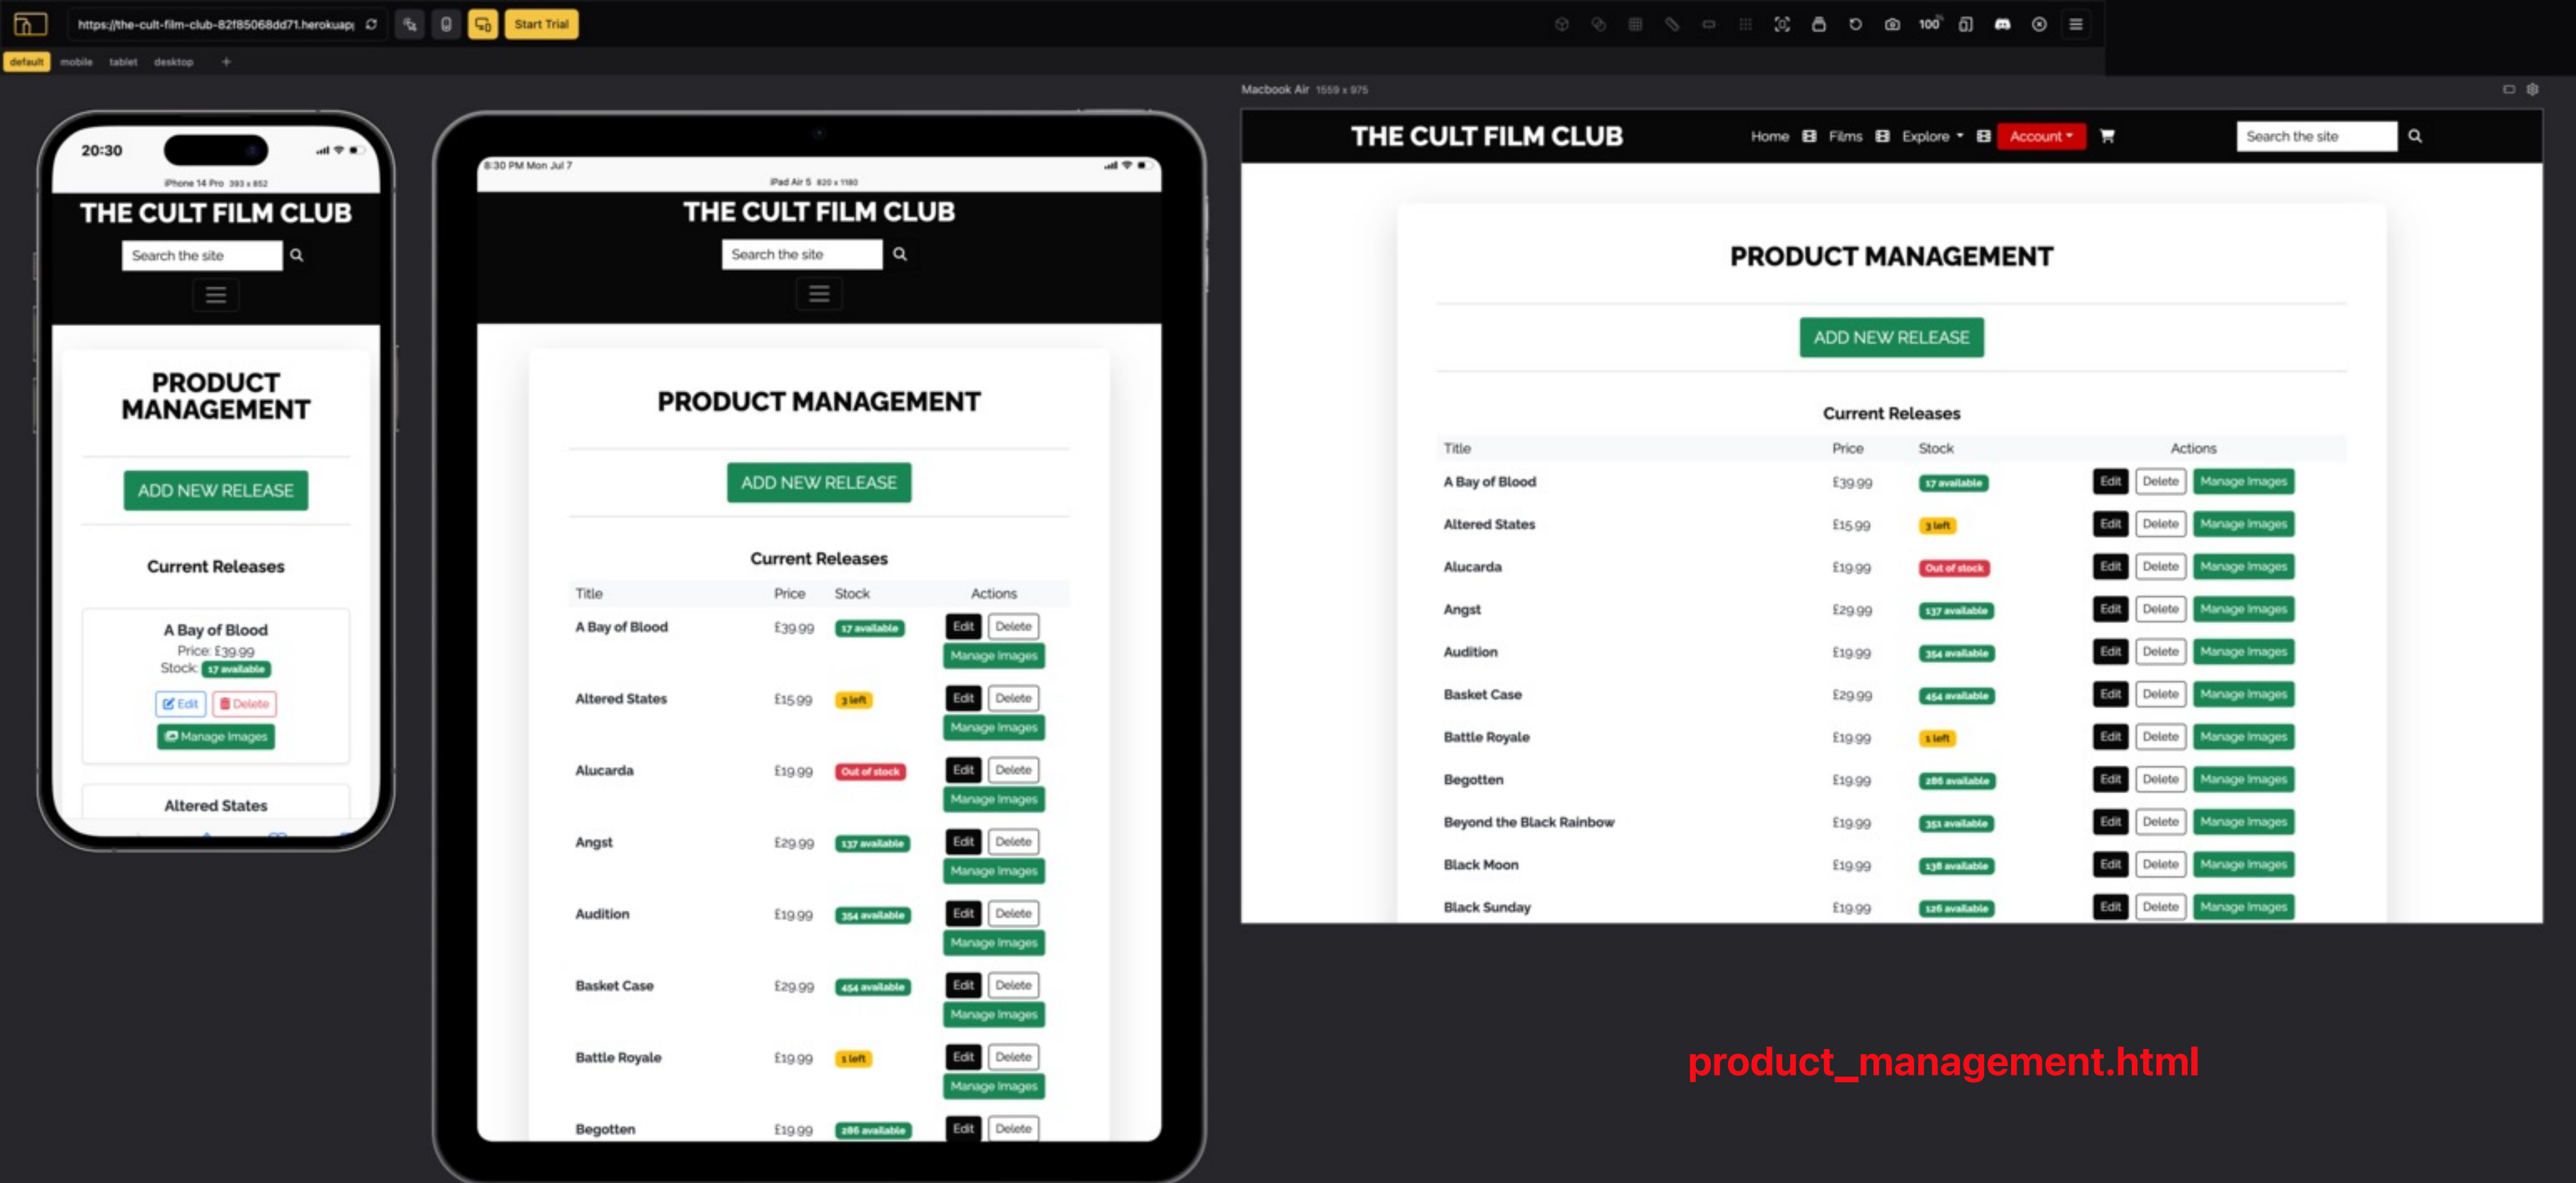 https://the-cult-film-club-82f85068dd71.herokuap
Start Trial
100%
default mobile tablet desktop +
20:30
iPhone 14 Pro 393 x 852
THE CULT FILM CLUB
Search the site
PRODUCT
MANAGEMENT
ADD NEW RELEASE
Current Releases
A Bay of Blood
Price: £39.99
Stock: 17 available
Edit Delete
Manage Images
Altered States
8:30 PM Mon Jul 7
iPad Air 5 820 x 1180
THE CULT FILM CLUB
Search the site
PRODUCT MANAGEMENT
ADD NEW RELEASE
Current Releases
Title Price Stock Actions
A Bay of Blood £39.99 17 available Edit Delete
Manage Images
Altered States £15.99 3 left Edit Delete
Manage Images
Alucarda £19.99 Out of stock Edit Delete
Manage Images
Angst £29.99 137 available Edit Delete
Manage Images
Audition £19.99 354 available Edit Delete
Manage Images
Basket Case £29.99 454 available Edit Delete
Manage Images
Battle Royale £19.99 1 left Edit Delete
Manage Images
Begotten £19.99 286 available Edit Delete
Macbook Air 1559 x 975
THE CULT FILM CLUB Home Films Explore Account Search the site
PRODUCT MANAGEMENT
ADD NEW RELEASE
Current Releases
Title Price Stock Actions
A Bay of Blood £39.99 17 available Edit Delete Manage Images
Altered States £15.99 3 left Edit Delete Manage Images
Alucarda £19.99 Out of stock Edit Delete Manage Images
Angst £29.99 137 available Edit Delete Manage Images
Audition £19.99 354 available Edit Delete Manage Images
Basket Case £29.99 454 available Edit Delete Manage Images
Battle Royale £19.99 1 left Edit Delete Manage Images
Begotten £19.99 286 available Edit Delete Manage Images
Beyond the Black Rainbow £19.99 351 available Edit Delete Manage Images
Black Moon £19.99 138 available Edit Delete Manage Images
Black Sunday £19.99 126 available Edit Delete Manage Images
product_management.html